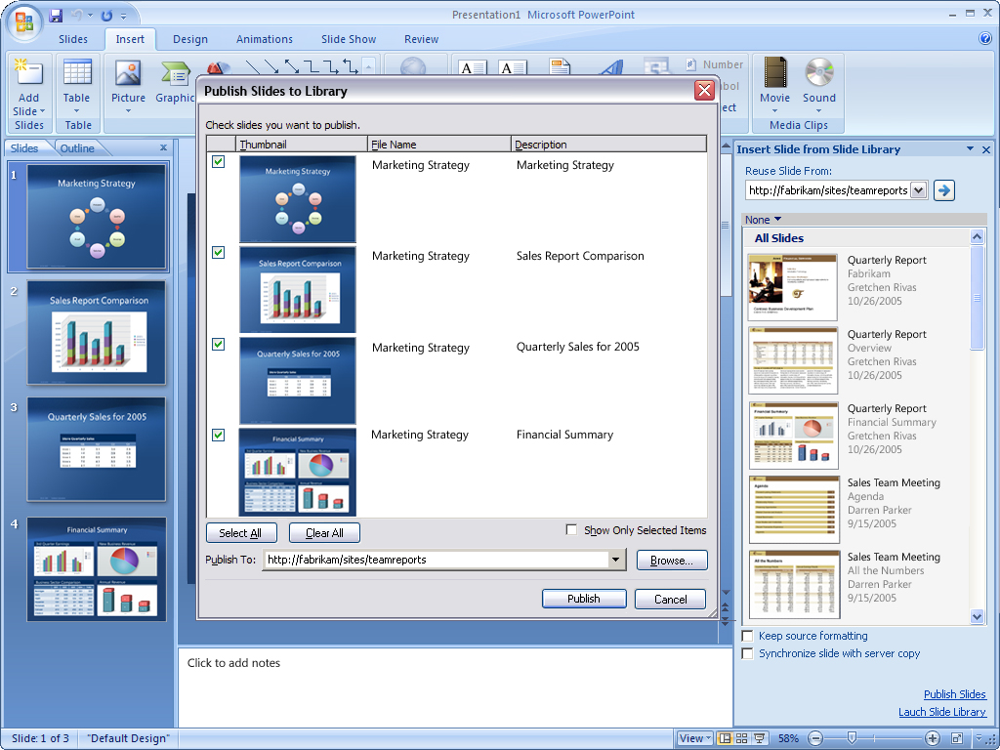 Presentation1 Microsoft PowerPoint
Slides Insert Design Animations Slide Show Review
Add Slide
Table
Picture
Graphic
Number
Movie
Sound
Slides
Table
Media Clips
Slides Outline
1
Marketing Strategy
2
Sales Report Comparison
3
Quarterly Sales for 2005
4
Financial Summary
Publish Slides to Library
Check slides you want to publish.
Thumbnail File Name Description
Marketing Strategy
Marketing Strategy Marketing Strategy
Sales Report Comparison
Marketing Strategy Sales Report Comparison
Quarterly Sales for 2005
Marketing Strategy Quarterly Sales for 2005
Financial Summary
Marketing Strategy Financial Summary
Select All Clear All Show Only Selected Items
Publish To: http://fabrikam/sites/teamreports Browse...
Publish Cancel
Insert Slide from Slide Library
Reuse Slide From:
http://fabrikam/sites/teamreports
None
All Slides
Quarterly Report
Fabrikam
Gretchen Rivas
10/26/2005
Quarterly Report
Overview
Gretchen Rivas
10/26/2005
Financial Summary
Quarterly Report
Financial Summary
Gretchen Rivas
10/26/2005
Agenda
Sales Team Meeting
Agenda
Darren Parker
9/15/2005
All the Numbers
Sales Team Meeting
All the Numbers
Darren Parker
9/15/2005
Keep source formatting
Synchronize slide with server copy
Publish Slides
Lauch Slide Library
Click to add notes
Slide: 1 of 3 "Default Design" View 58%